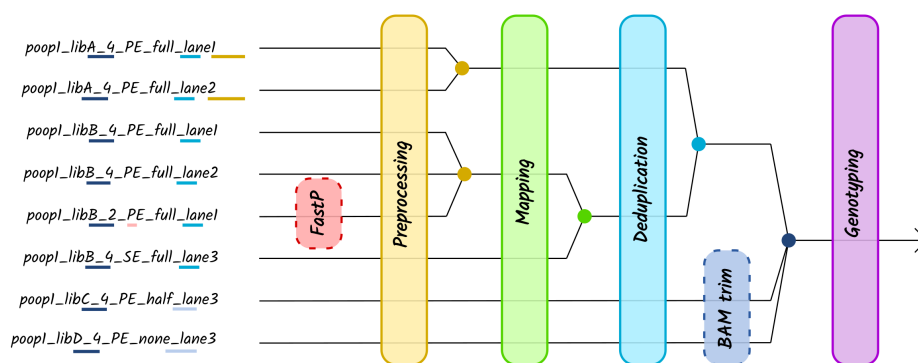 poop1_libA_4_PE_full_lane1
poop1_libA_4_PE_full_lane2
poop1_libB_4_PE_full_lane1
poop1_libB_4_PE_full_lane2
poop1_libB_2_PE_full_lane1
poop1_libB_4_SE_full_lane3
poop1_libC_4_PE_half_lane3
poop1_libD_4_PE_none_lane3
FastP
Preprocessing
Mapping
Deduplication
BAM trim
Genotyping